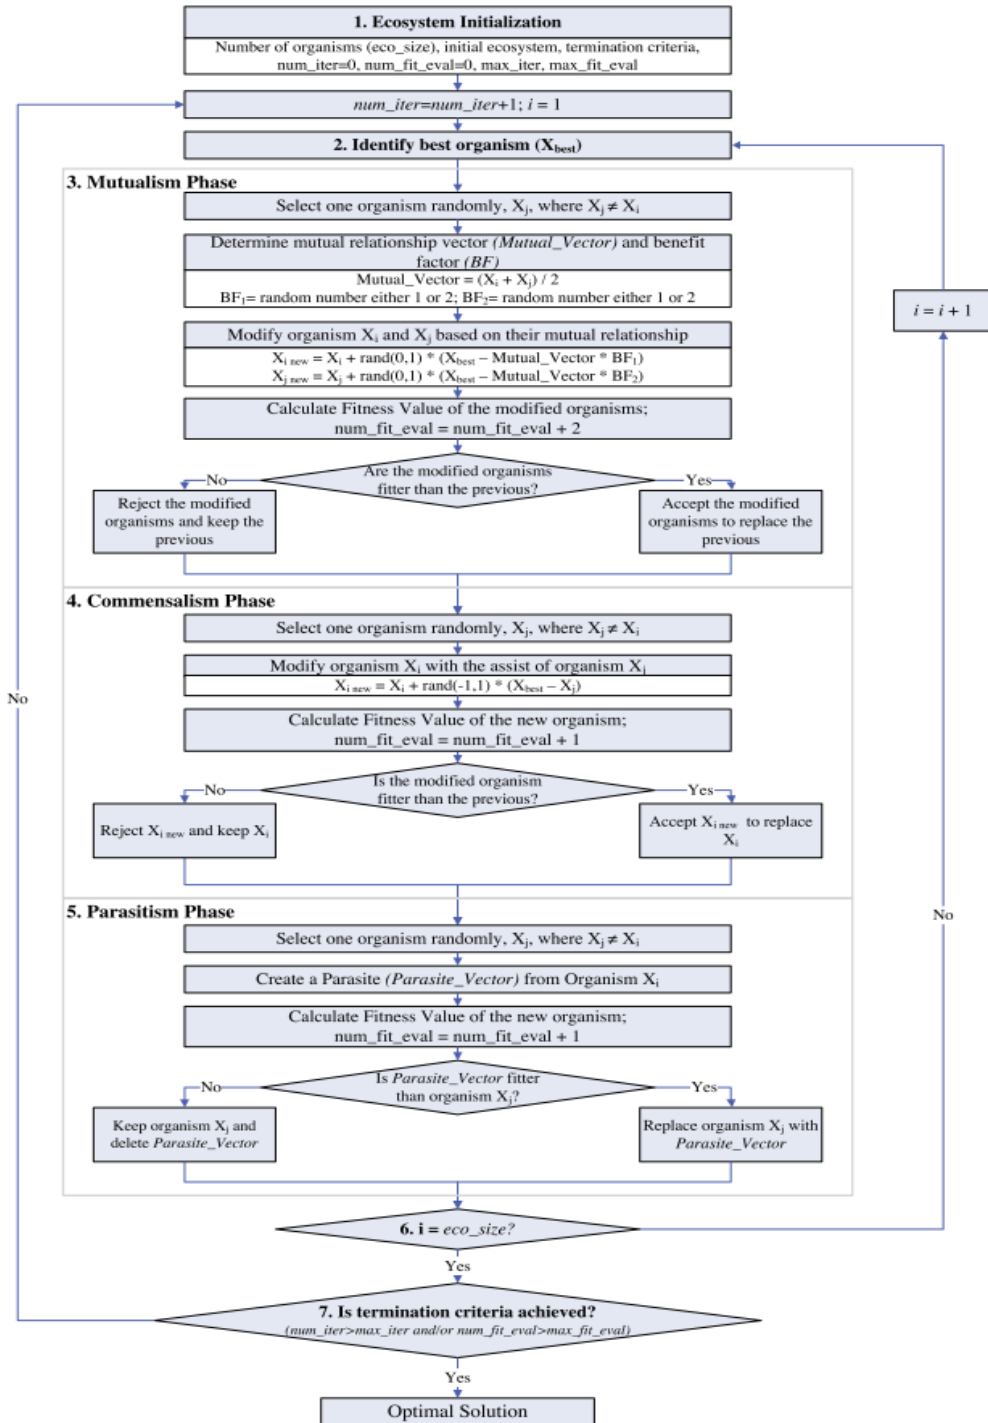 1. Ecosystem Initialization
Number of organisms (eco_size), initial ecosystem, termination criteria,
num_iter=0, num_fit_eval=0, max_iter, max_fit_eval
num_iter=num_iter+1; i = 1
2. Identify best organism (Xbest)
3. Mutualism Phase
Select one organism randomly, Xj, where Xj ≠ Xi
Determine mutual relationship vector (Mutual_Vector) and benefit
factor (BF)
Mutual_Vector = (Xi + Xj) / 2
BF1= random number either 1 or 2; BF2= random number either 1 or 2
i = i + 1
Modify organism Xi and Xj based on their mutual relationship
Xi new = Xi + rand(0,1) * (Xbest – Mutual_Vector * BF1)
Xj new = Xj + rand(0,1) * (Xbest – Mutual_Vector * BF2)
Calculate Fitness Value of the modified organisms;
num_fit_eval = num_fit_eval + 2
Are the modified organisms
fitter than the previous?
No
Yes
Reject the modified
organisms and keep the
previous
Accept the modified
organisms to replace the
previous
4. Commensalism Phase
Select one organism randomly, Xj, where Xj ≠ Xi
Modify organism Xi with the assist of organism Xj
Xi new = Xi + rand(-1,1) * (Xbest – Xj)
No
Calculate Fitness Value of the new organism;
num_fit_eval = num_fit_eval + 1
Is the modified organism
fitter than the previous?
No
Yes
Reject Xi new and keep Xi
Accept Xi new to replace
Xi
5. Parasitism Phase
No
Select one organism randomly, Xj, where Xj ≠ Xi
Create a Parasite (Parasite_Vector) from Organism Xi
Calculate Fitness Value of the new organism;
num_fit_eval = num_fit_eval + 1
Is Parasite_Vector fitter
than organism Xj?
No
Yes
Keep organism Xj and
delete Parasite_Vector
Replace organism Xj with
Parasite_Vector
6. i = eco_size?
Yes
7. Is termination criteria achieved?
(num_iter>max_iter and/or num_fit_eval>max_fit_eval)
Yes
Optimal Solution